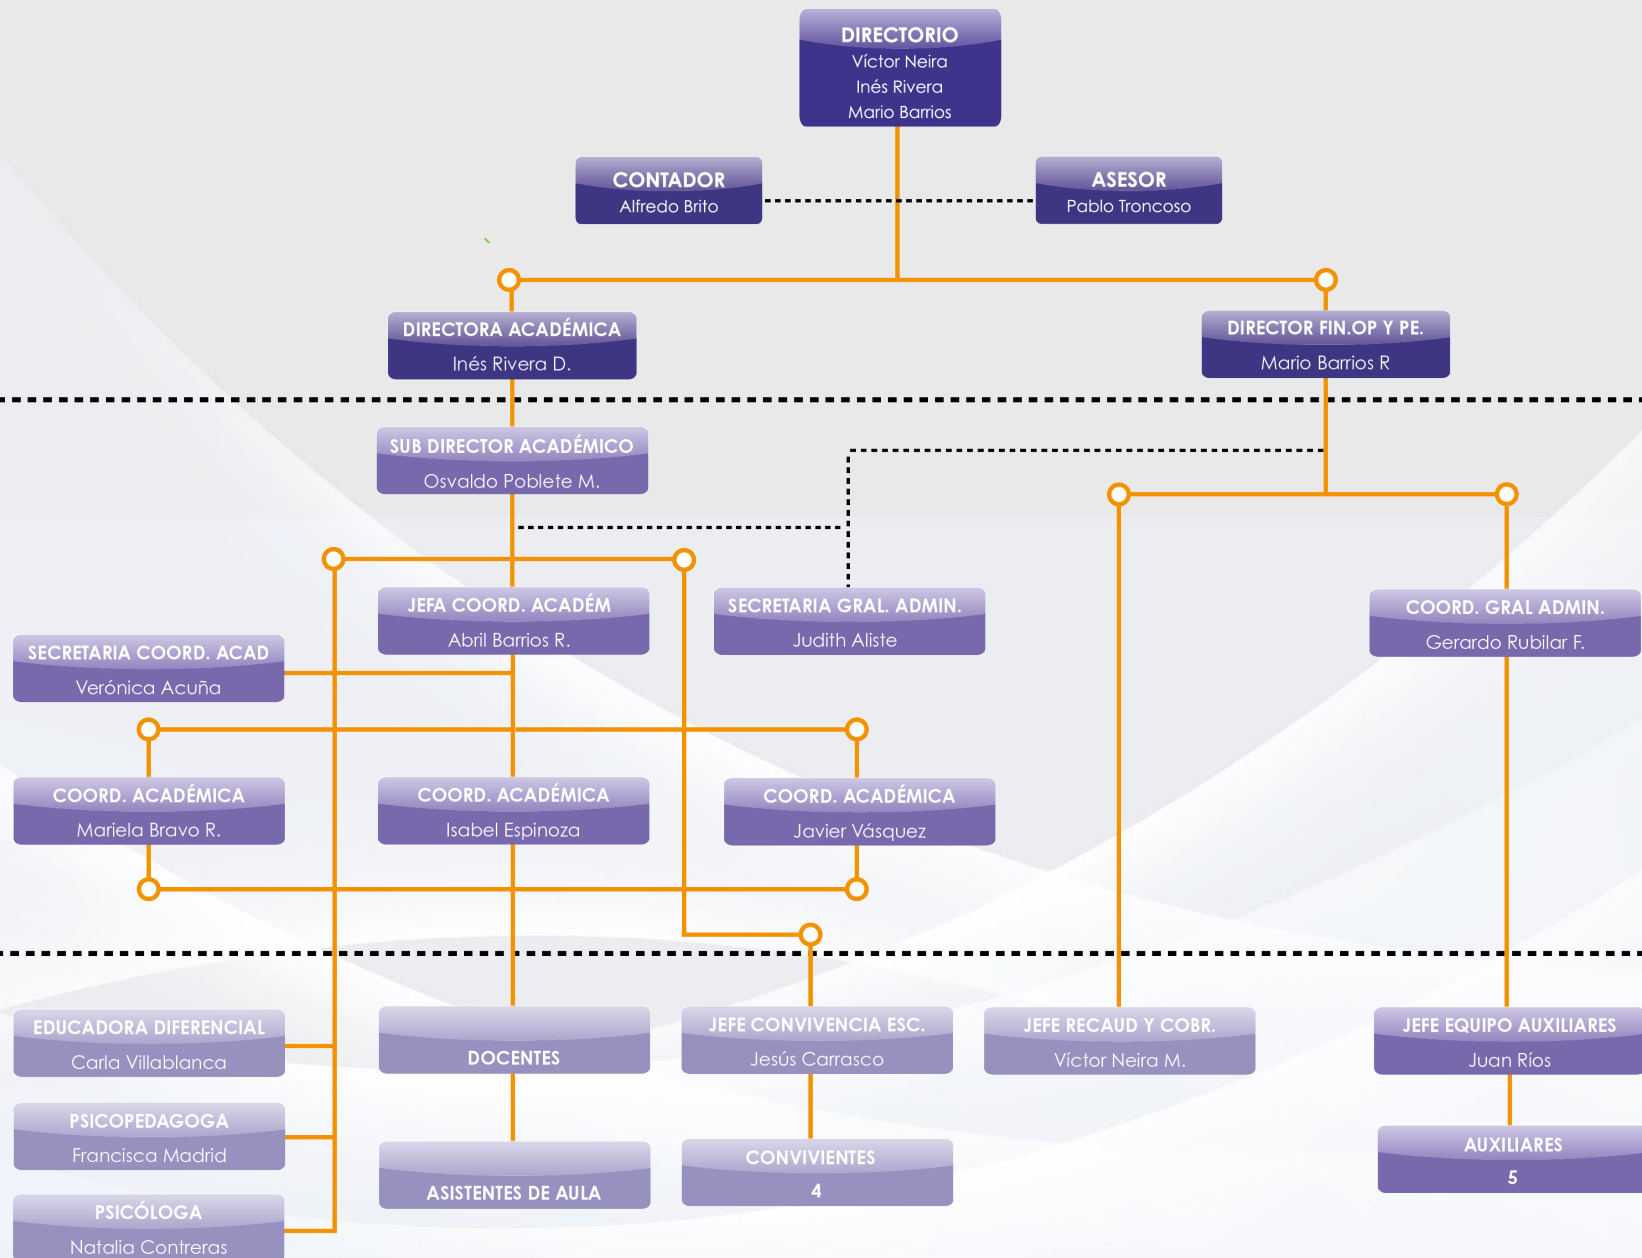 DIRECTORIO
Víctor Neira
Inés Rivera
Mario Barrios
CONTADOR
Alfredo Brito
ASESOR
Pablo Troncoso
DIRECTORA ACADÉMICA
Inés Rivera D.
DIRECTOR FIN.OP Y PE.
Mario Barrios R
SUB DIRECTOR ACADÉMICO
Osvaldo Poblete M.
JEFA COORD. ACADÉM
Abril Barrios R.
SECRETARIA GRAL. ADMIN.
Judith Aliste
COORD. GRAL ADMIN.
Gerardo Rubilar F.
SECRETARIA COORD. ACAD
Verónica Acuña
COORD. ACADÉMICA
Mariela Bravo R.
COORD. ACADÉMICA
Isabel Espinoza
COORD. ACADÉMICA
Javier Vásquez
EDUCADORA DIFERENCIAL
Carla Villablanca
DOCENTES
JEFE CONVIVENCIA ESC.
Jesús Carrasco
JEFE RECAUD Y COBR.
Víctor Neira M.
JEFE EQUIPO AUXILIARES
Juan Ríos
PSICOPEDAGOGA
Francisca Madrid
ASISTENTES DE AULA
CONVIVIENTES
4
AUXILIARES
5
PSICÓLOGA
Natalia Contreras